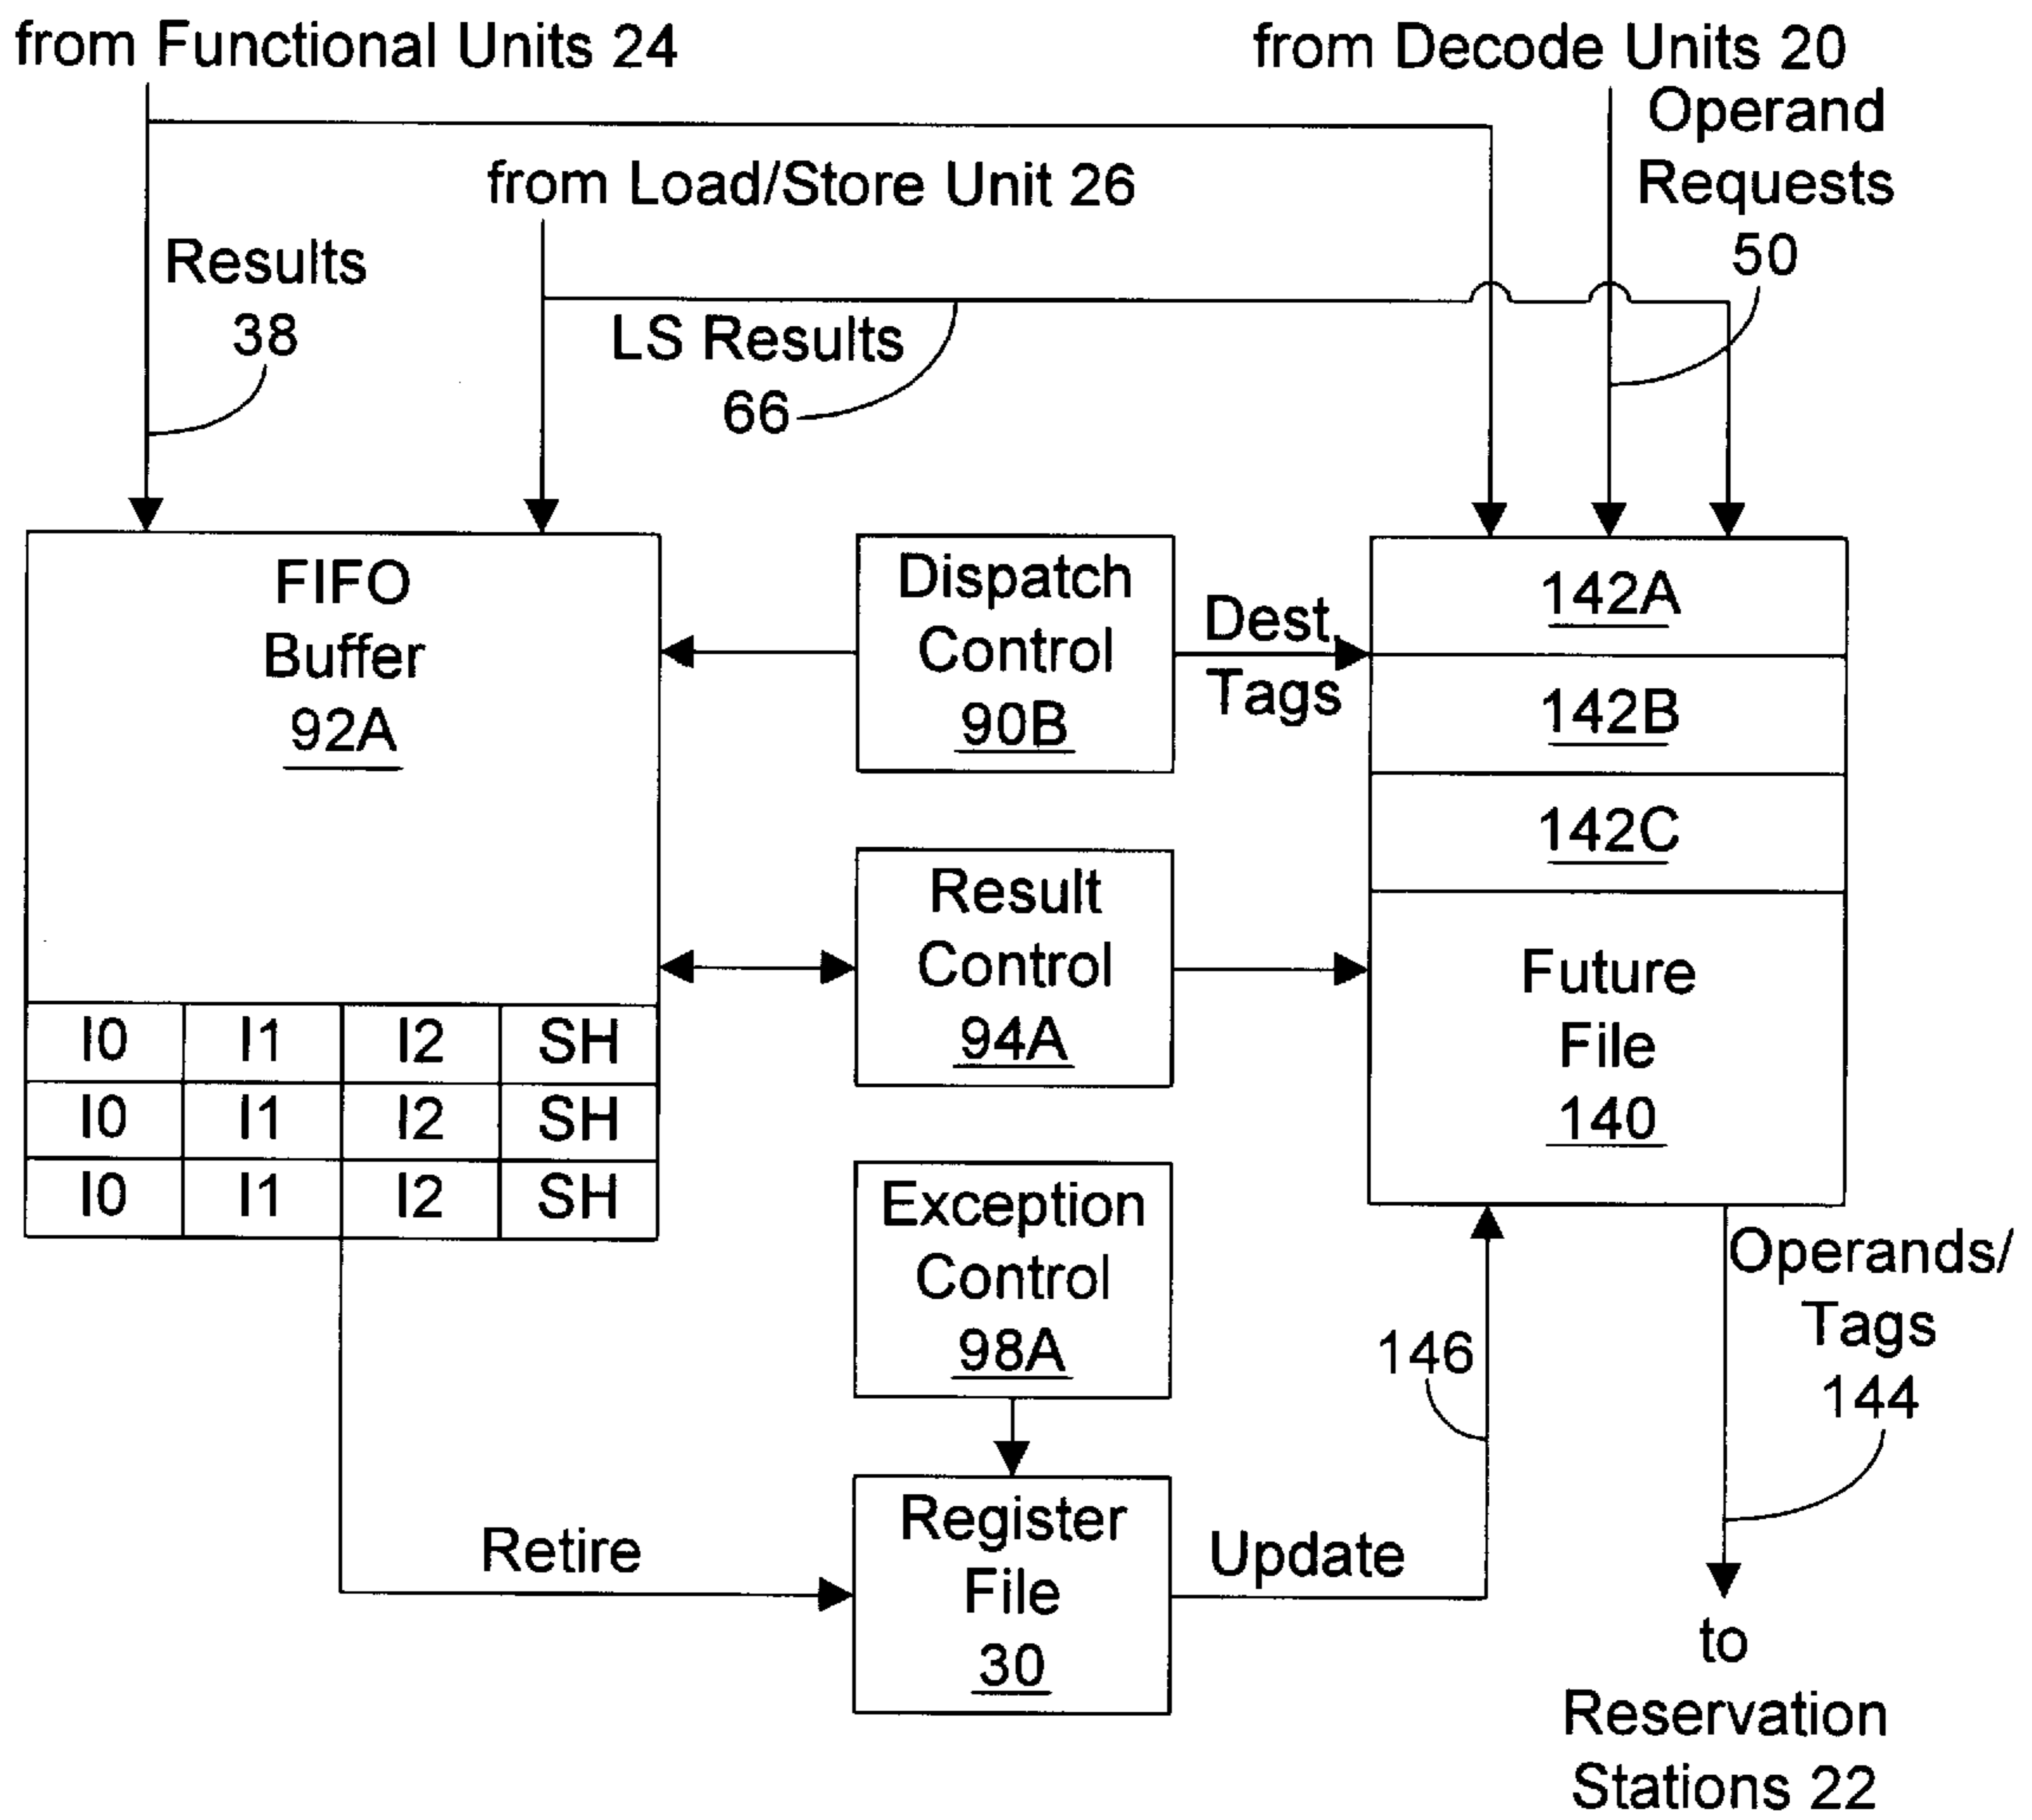 from Functional Units 24
from Decode Units 20
Operand
Requests
50
from Load/Store Unit 26
Results
38
LS Results
66
FIFO
Buffer
92A
Dispatch
Control
90B
Dest.
Tags
142A
142B
142C
Result
Control
94A
Future
File
140
I0 I1 I2 SH
I0 I1 I2 SH
I0 I1 I2 SH
Exception
Control
98A
Operands/
Tags
144
146
Retire
Register
File
30
Update
to
Reservation
Stations 22